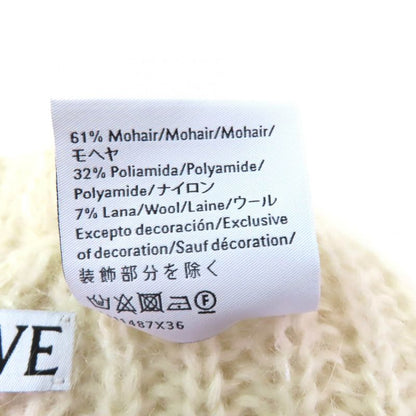 61% Mohair/Mohair/Mohair/
モヘヤ
32% Poliamida/Polyamide/
Polyamide/ナイロン
7% Lana/Wool/Laine/ウール
Excepto decoración/Exclusive
of decoration/Sauf décoration/
装飾部分を除く
1487X36